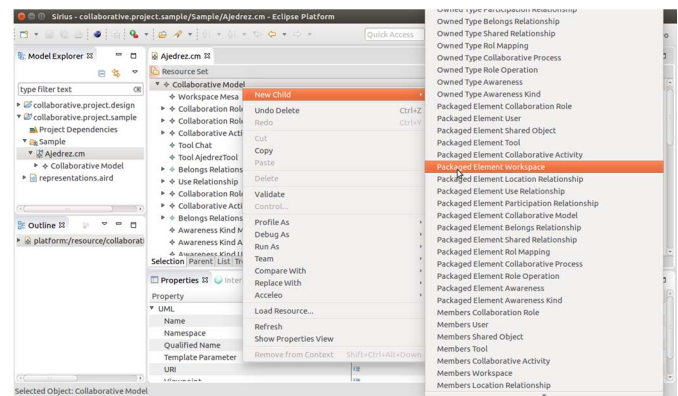 Sirius - collaborative.project.sample/Sample/Ajedrez.cm - Eclipse Platform
Quick Access
Model Explorer
type filter text
collaborative.project.design
collaborative.project.sample
Project Dependencies
Sample
Ajedrez.cm
Collaborative Model
representations.aird
Outline
platform:/resource/collaborati
Ajedrez.cm
Resource Set
Collaborative Model
Workspace Mesa
Collaboration Role
Collaboration Role
Collaborative Acti
Tool Chat
Tool AjedrezTool
Belongs Relations
Use Relationship
Collaboration Role
Collaborative Acti
Belongs Relations
Awareness Kind M
Awareness Kind A
Awareness Kind U
Selection Parent List Tre
Properties Inter
Property
UML
Name
Namespace
Qualified Name
Template Parameter
URI
Viewpoint
Selected Object: Collaborative Model
New Child
Undo Delete Ctrl+Z
Redo Ctrl+Y
Cut
Copy
Paste
Delete
Validate
Control...
Profile As
Debug As
Run As
Team
Compare With
Replace With
Acceleo
Load Resource...
Refresh
Show Properties View
Remove from Context Shift+Ctrl+Alt+Down
Owned Type Participation Relationship
Owned Type Belongs Relationship
Owned Type Shared Relationship
Owned Type Rol Mapping
Owned Type Collaborative Process
Owned Type Role Operation
Owned Type Awareness
Owned Type Awareness Kind
Packaged Element Collaboration Role
Packaged Element User
Packaged Element Shared Object
Packaged Element Tool
Packaged Element Collaborative Activity
Packaged Element Workspace
Packaged Element Location Relationship
Packaged Element Use Relationship
Packaged Element Participation Relationship
Packaged Element Collaborative Model
Packaged Element Belongs Relationship
Packaged Element Shared Relationship
Packaged Element Rol Mapping
Packaged Element Collaborative Process
Packaged Element Role Operation
Packaged Element Awareness
Packaged Element Awareness Kind
Members Collaboration Role
Members User
Members Shared Object
Members Tool
Members Collaborative Activity
Members Workspace
Members Location Relationship